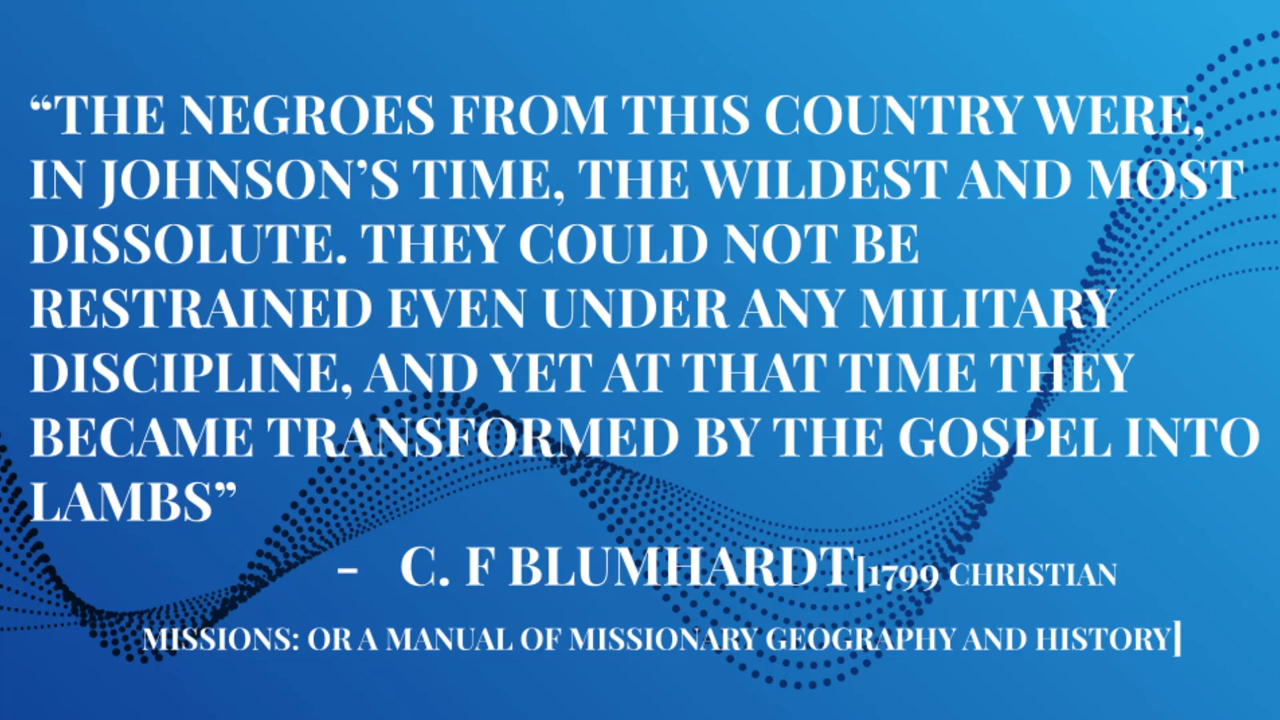 “THE NEGROES FROM THIS COUNTRY WERE,
IN JOHNSON’S TIME, THE WILDEST AND MOST
DISSOLUTE. THEY COULD NOT BE
RESTRAINED EVEN UNDER ANY MILITARY
DISCIPLINE, AND YET AT THAT TIME THEY
BECAME TRANSFORMED BY THE GOSPEL INTO
LAMBS”
- C. F BLUMHARDT[1799 CHRISTIAN
MISSIONS: OR A MANUAL OF MISSIONARY GEOGRAPHY AND HISTORY]